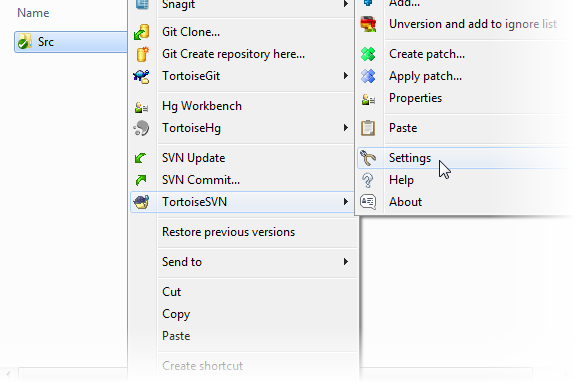 Name
Src
Snagit
Git Clone...
Git Create repository here...
TortoiseGit
Hg Workbench
TortoiseHg
SVN Update
SVN Commit...
TortoiseSVN
Restore previous versions
Send to
Cut
Copy
Paste
Create shortcut
Add...
Unversion and add to ignore list
Create patch...
Apply patch...
Properties
Paste
Settings
Help
About